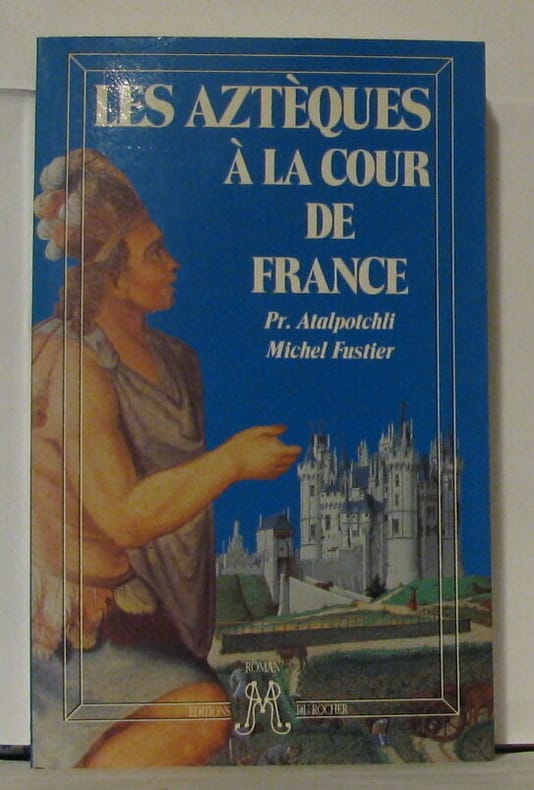 LES AZTÈQUES
À LA COUR
DE
FRANCE
Pr. Atalpotchli
Michel Fustier
ROMAN
EDITIONS DU ROCHER